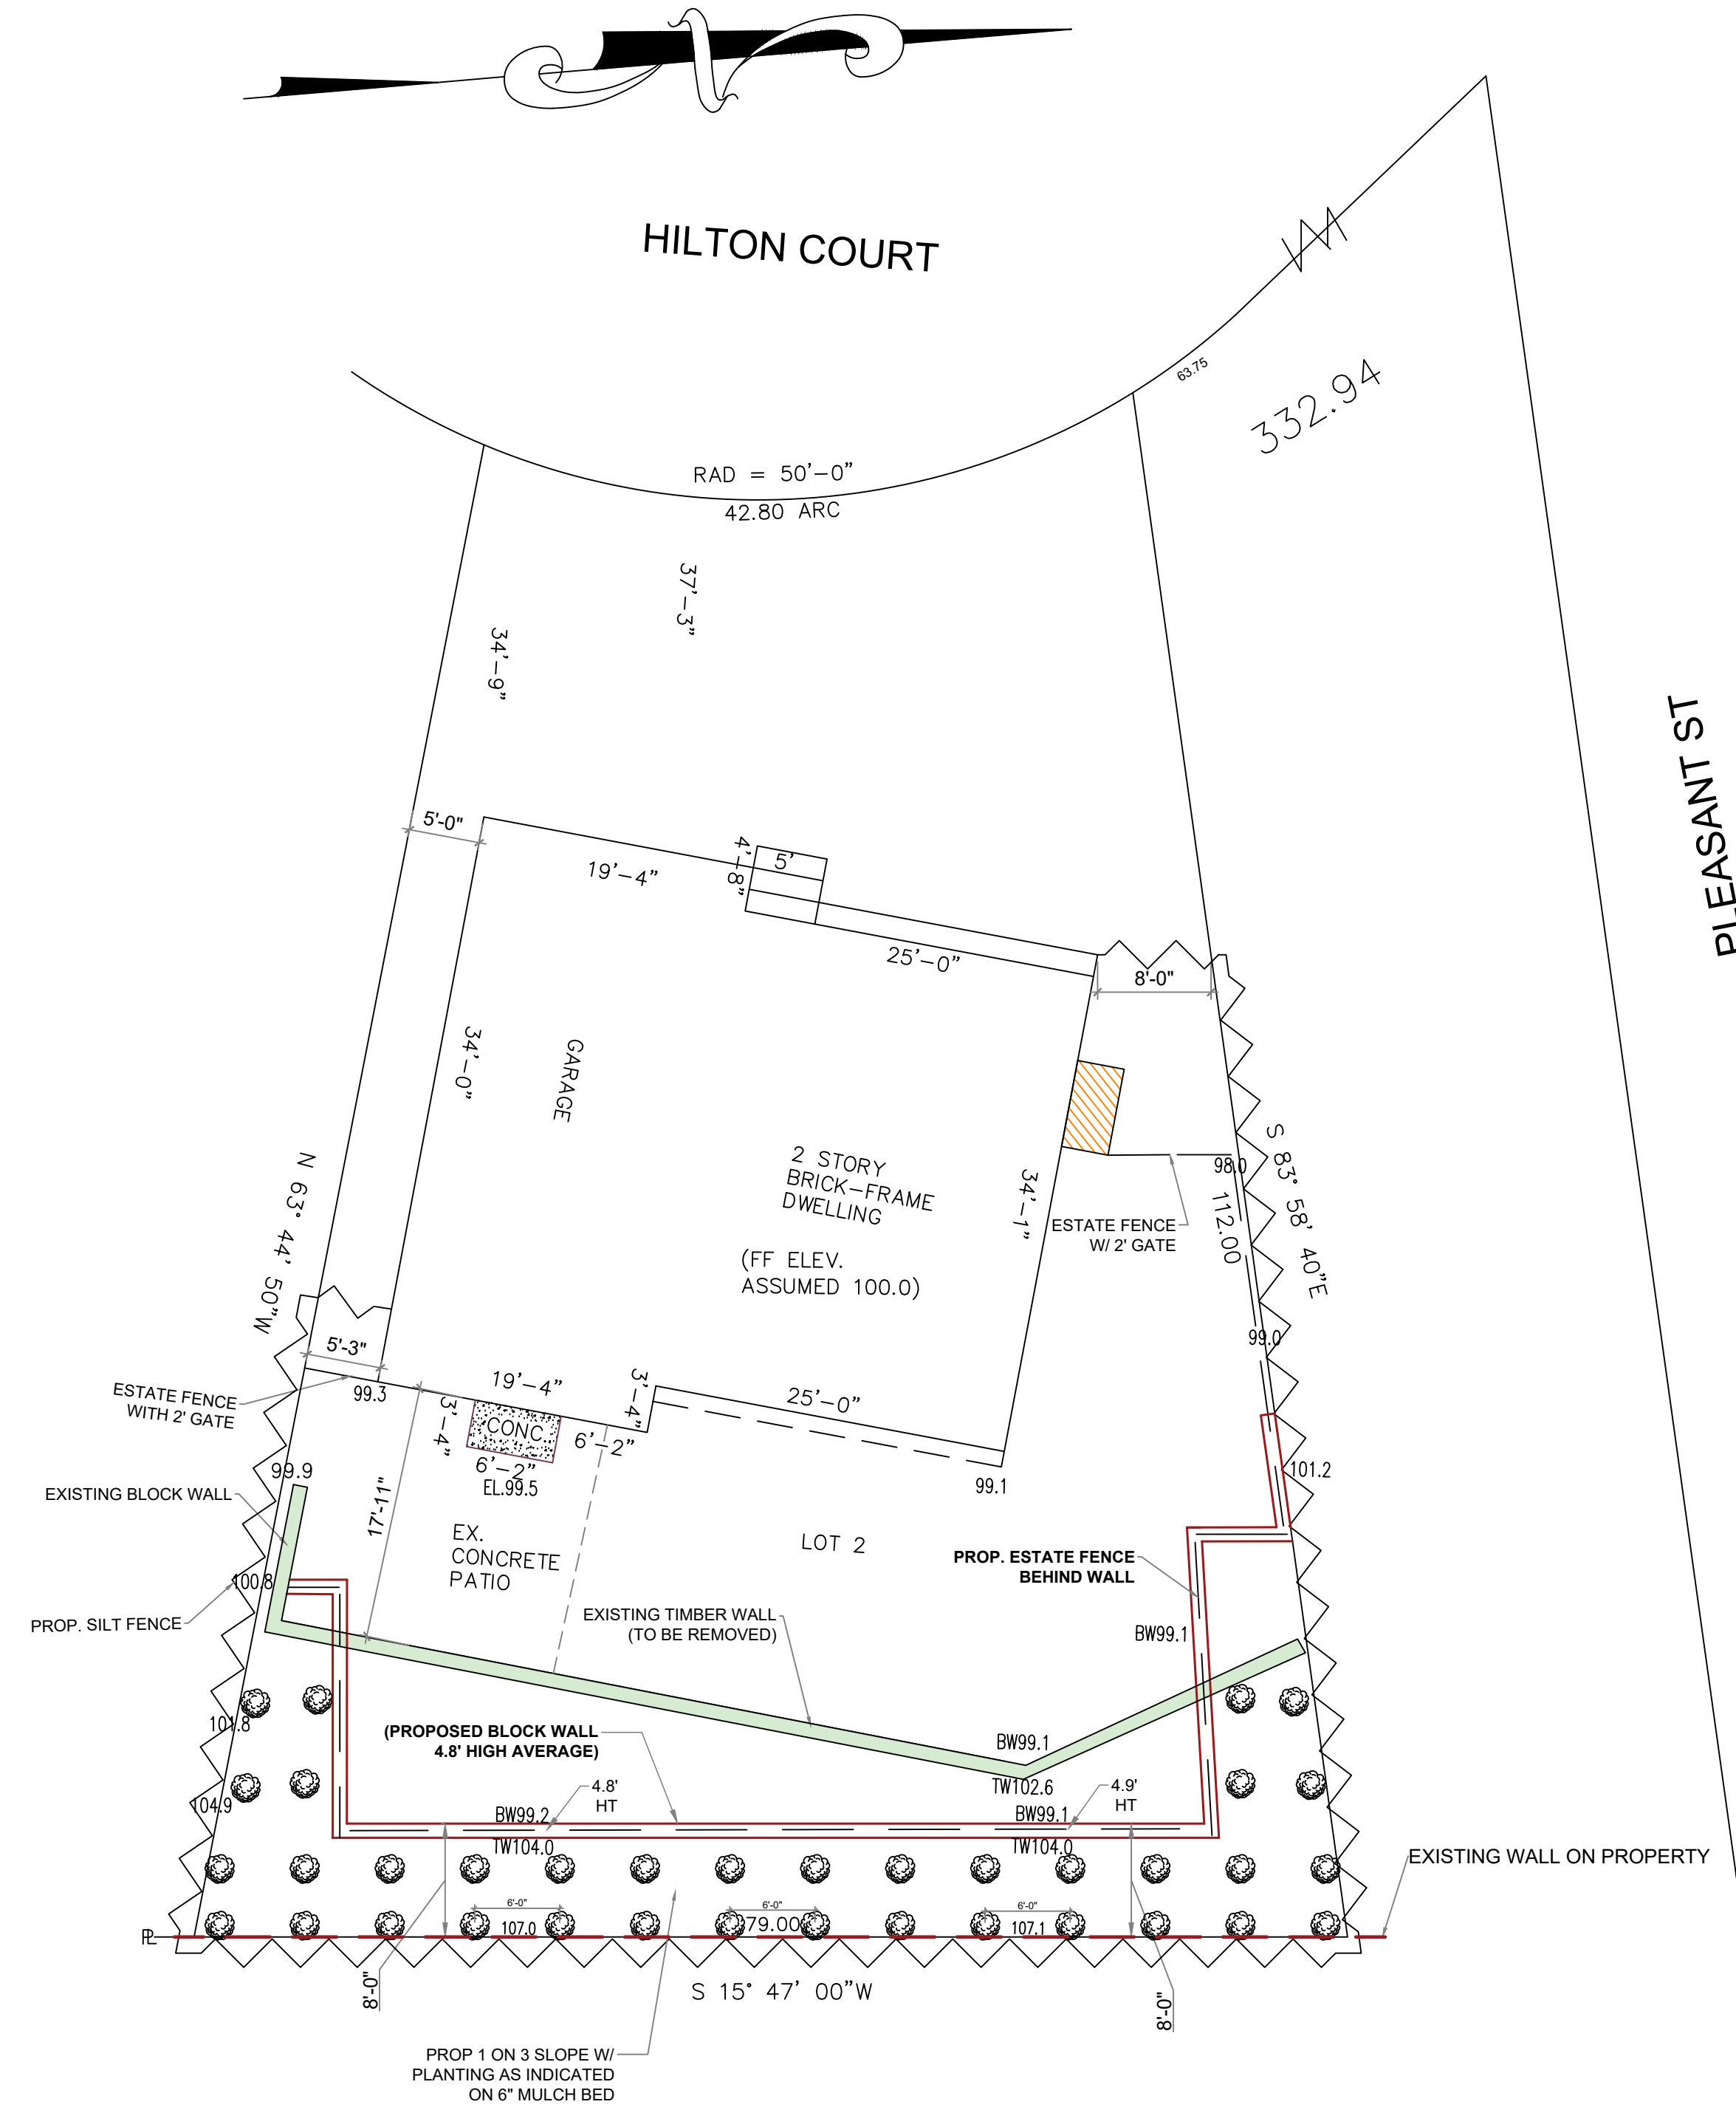 N
HILTON COURT
63.75
332.94
RAD = 50'-0"
42.80 ARC
37'-3"
34'-9"
PLEASANT ST
5'-0"
19'-4"
4'-8"
5'
25'-0"
8'-0"
34'-0"
GARAGE
2 STORY
BRICK-FRAME
DWELLING
(FF ELEV.
ASSUMED 100.0)
34'-1"
98.0
112.00
S 83° 58' 40"E
ESTATE FENCE
W/ 2' GATE
N 63° 44' 50"W
99.0
5'-3"
99.3
ESTATE FENCE
WITH 2' GATE
19'-4"
3'-4"
25'-0"
3'-4"
CONC.
6'-2"
6'-2"
EL.99.5
99.1
101.2
99.9
EXISTING BLOCK WALL
17'-11"
EX.
CONCRETE
PATIO
LOT 2
PROP. ESTATE FENCE
BEHIND WALL
100.8
PROP. SILT FENCE
EXISTING TIMBER WALL
(TO BE REMOVED)
BW99.1
101.8
(PROPOSED BLOCK WALL
4.8' HIGH AVERAGE)
BW99.1
TW102.6
4.8'
HT
4.9'
HT
104.9
BW99.2
BW99.1
TW104.0
TW104.0
EXISTING WALL ON PROPERTY
6'-0"
6'-0"
6'-0"
107.0
79.00
107.1
PL
8'-0"
S 15° 47' 00"W
8'-0"
PROP 1 ON 3 SLOPE W/
PLANTING AS INDICATED
ON 6" MULCH BED